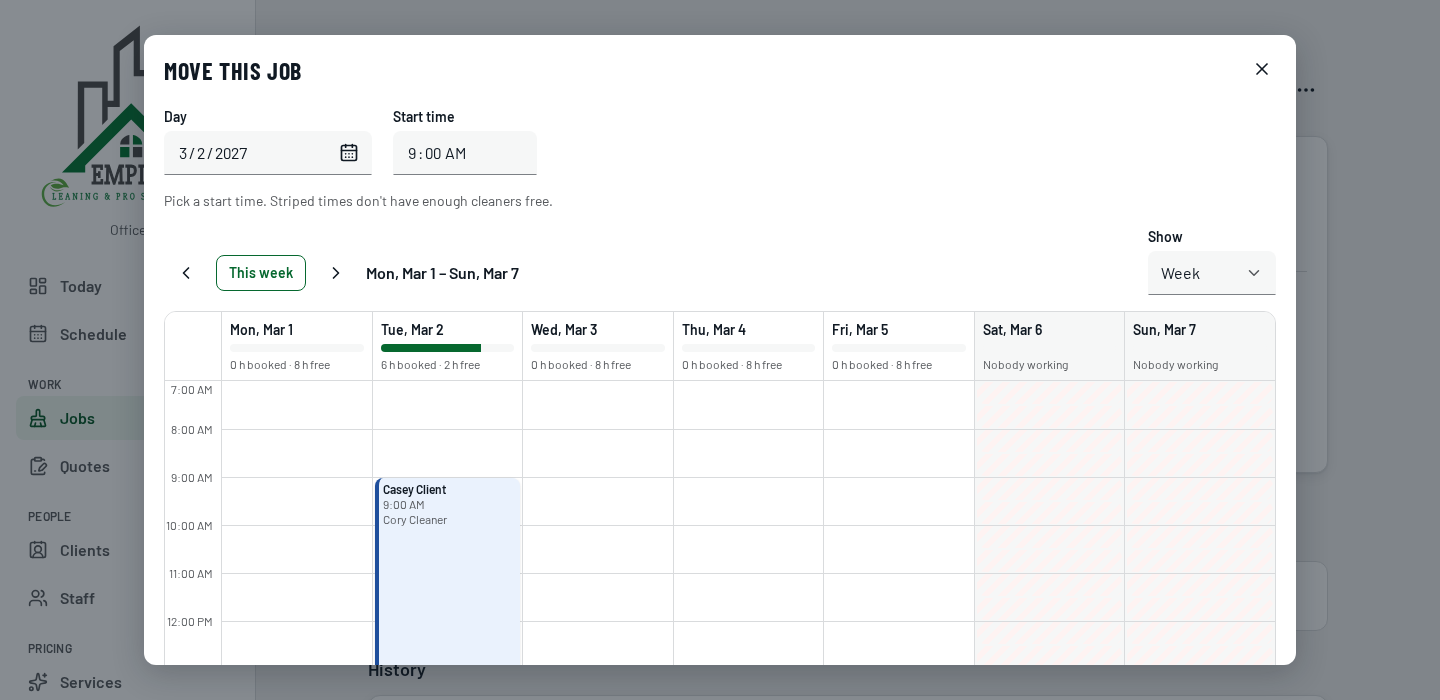 MOVE THIS JOB
Day
Start time
3/2/2027
9:00 AM
Pick a start time. Striped times don't have enough cleaners free.
Show
This week
Mon, Mar 1 – Sun, Mar 7
Week
Mon, Mar 1
Tue, Mar 2
Wed, Mar 3
Thu, Mar 4
Fri, Mar 5
Sat, Mar 6
Sun, Mar 7
0 h booked · 8 h free
6 h booked · 2 h free
0 h booked · 8 h free
0 h booked · 8 h free
0 h booked · 8 h free
Nobody working
Nobody working
7:00 AM
8:00 AM
9:00 AM
10:00 AM
11:00 AM
12:00 PM
Casey Client
9:00 AM
Cory Cleaner
EMPI
LEANING & PRO S
Office
Today
Schedule
WORK
Jobs
Quotes
PEOPLE
Clients
Staff
PRICING
Services
History